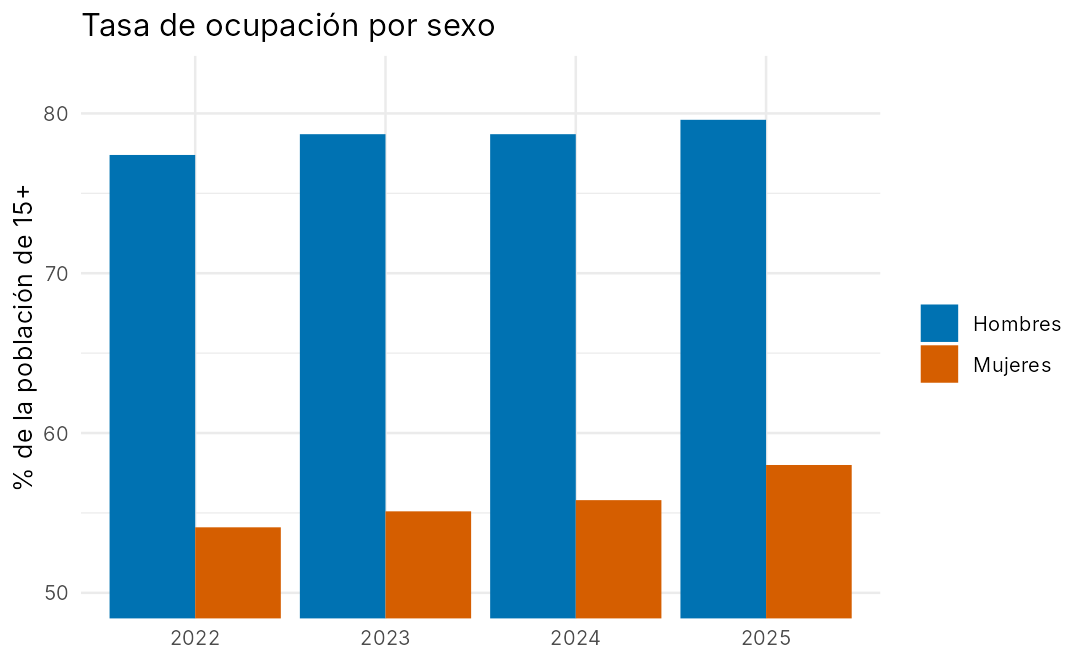 Tasa de ocupación por sexo
% de la población de 15+
80
70
60
50
2022 2023 2024 2025
Hombres
Mujeres